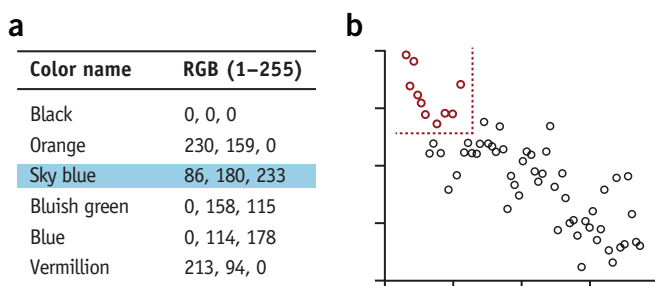 a
Color name RGB (1–255)
Black 0, 0, 0
Orange 230, 159, 0
Sky blue 86, 180, 233
Bluish green 0, 158, 115
Blue 0, 114, 178
Vermillion 213, 94, 0
b